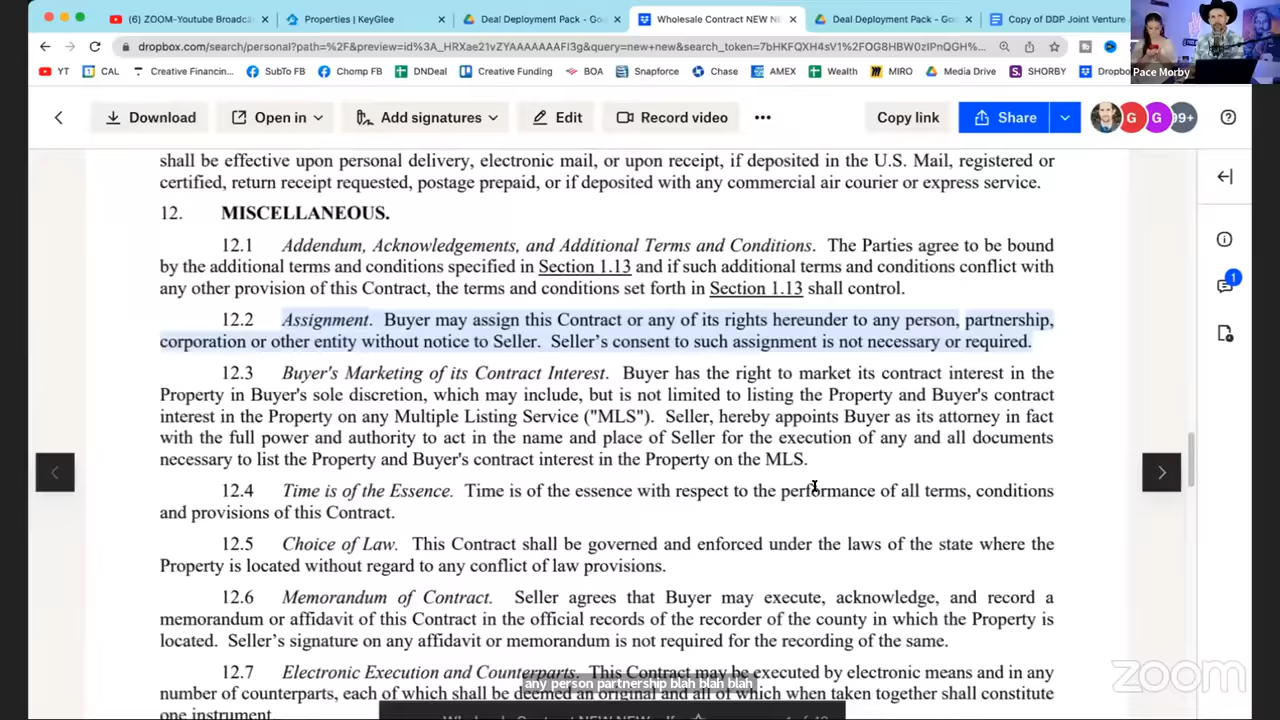 ZOOM-Youtube Broadca
Properties | KeyGlee
Deal Deployment Pack - Go
Wholesale Contract NEW N
Deal Deployment Pack - Go
Copy of DDP Joint Venture
dropbox.com/search/personal?path=%2F&preview=id%3A_HRXae21vZYAAAAAAAFI3g&query=new+new&search_token=7bHKFQXH4sV1%2FOG8HBW0zIPnQGH%...
YT
CAL
Creative Financin...
SubTo FB
Chomp FB
DNDeal
Creative Funding
BOA
Snapforce
Chase
AMEX
Wealth
MIRO
Media Drive
SHORBY
Dropbo
Pace Morby
Download
Open in
Add signatures
Edit
Record video
Copy link
Share
G
G
99+
shall be effective upon personal delivery, electronic mail, or upon receipt, if deposited in the U.S. Mail, registered or
certified, return receipt requested, postage prepaid, or if deposited with any commercial air courier or express service.
12. MISCELLANEOUS.
12.1 Addendum, Acknowledgements, and Additional Terms and Conditions. The Parties agree to be bound
by the additional terms and conditions specified in Section 1.13 and if such additional terms and conditions conflict with
any other provision of this Contract, the terms and conditions set forth in Section 1.13 shall control.
12.2 Assignment. Buyer may assign this Contract or any of its rights hereunder to any person, partnership,
corporation or other entity without notice to Seller. Seller's consent to such assignment is not necessary or required.
12.3 Buyer's Marketing of its Contract Interest. Buyer has the right to market its contract interest in the
Property in Buyer's sole discretion, which may include, but is not limited to listing the Property and Buyer's contract
interest in the Property on any Multiple Listing Service ("MLS"). Seller, hereby appoints Buyer as its attorney in fact
with the full power and authority to act in the name and place of Seller for the execution of any and all documents
necessary to list the Property and Buyer's contract interest in the Property on the MLS.
12.4 Time is of the Essence. Time is of the essence with respect to the performance of all terms, conditions
and provisions of this Contract.
12.5 Choice of Law. This Contract shall be governed and enforced under the laws of the state where the
Property is located without regard to any conflict of law provisions.
12.6 Memorandum of Contract. Seller agrees that Buyer may execute, acknowledge, and record a
memorandum or affidavit of this Contract in the official records of the recorder of the county in which the Property is
located. Seller's signature on any affidavit or memorandum is not required for the recording of the same.
12.7 Electronic Execution and Counterparts. This Contract may be executed by electronic means and in any
number of counterparts, each of which shall be deemed an original and all of which when taken together shall constitute
one instrument.
any person partnership blah blah blah
1
zoom